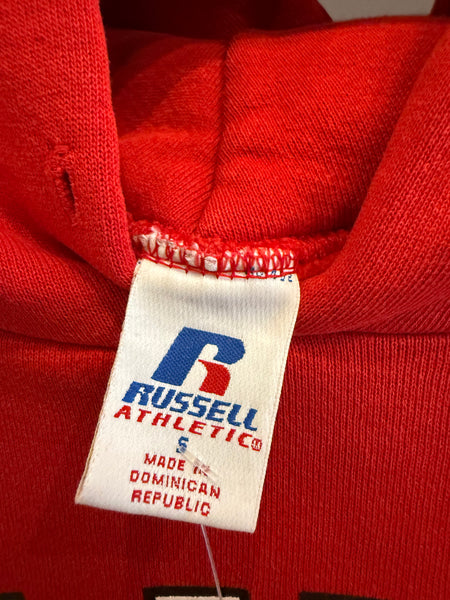 RUSSELL
ATHLETIC
S
MADE IN
DOMINICAN
REPUBLIC